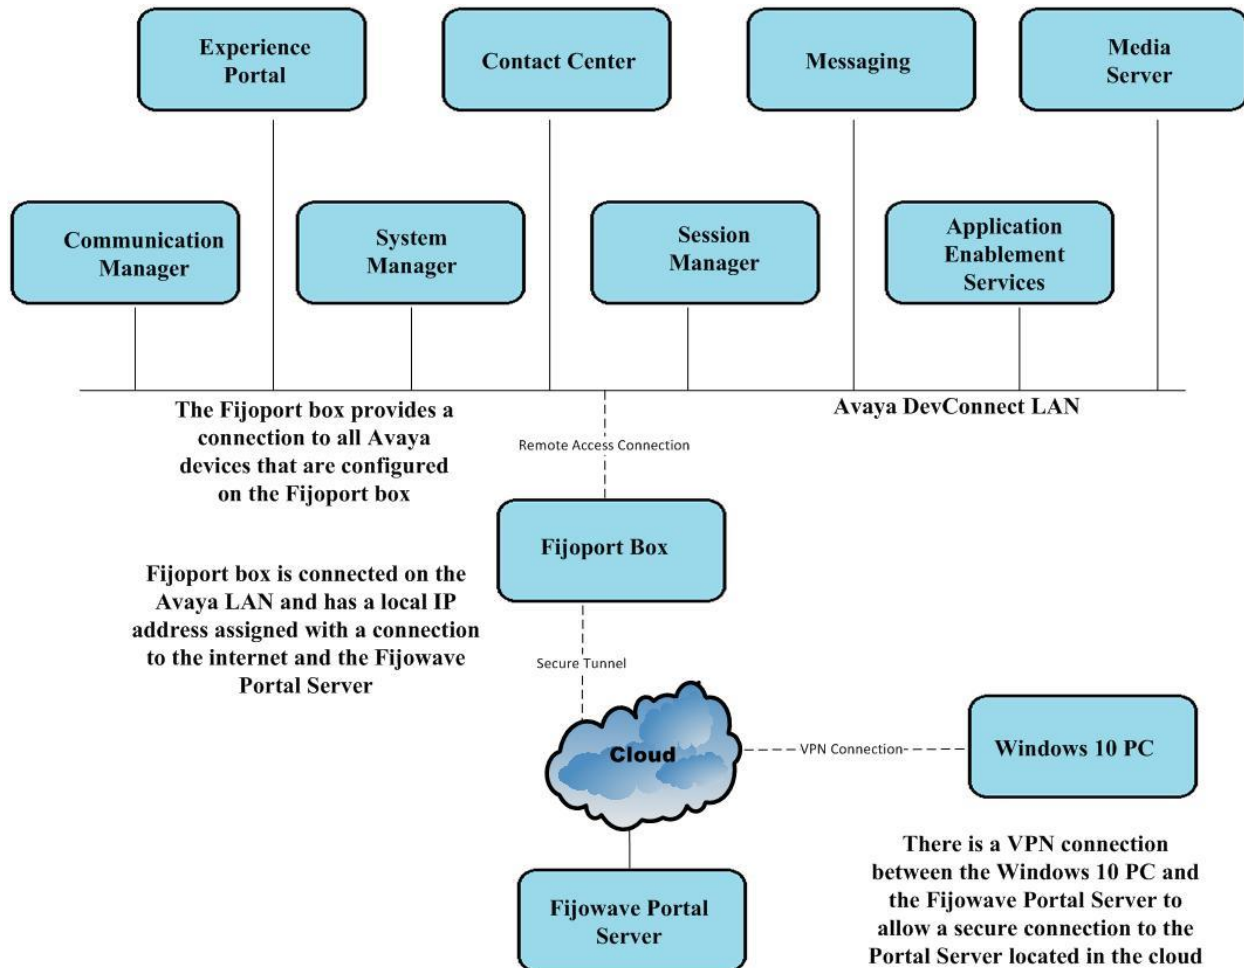 Experience
Portal
Contact Center
Messaging
Media
Server
Communication
Manager
System
Manager
Session
Manager
Application
Enablement
Services
The Fijoport box provides a
connection to all Avaya
devices that are configured
on the Fijoport box
Avaya DevConnect LAN
Remote Access Connection
Fijoport Box
Fijoport box is connected on the
Avaya LAN and has a local IP
address assigned with a connection
to the internet and the Fijowave
Portal Server
Secure Tunnel
Cloud
VPN Connection
Windows 10 PC
Fijowave Portal
Server
There is a VPN connection
between the Windows 10 PC and
the Fijowave Portal Server to
allow a secure connection to the
Portal Server located in the cloud